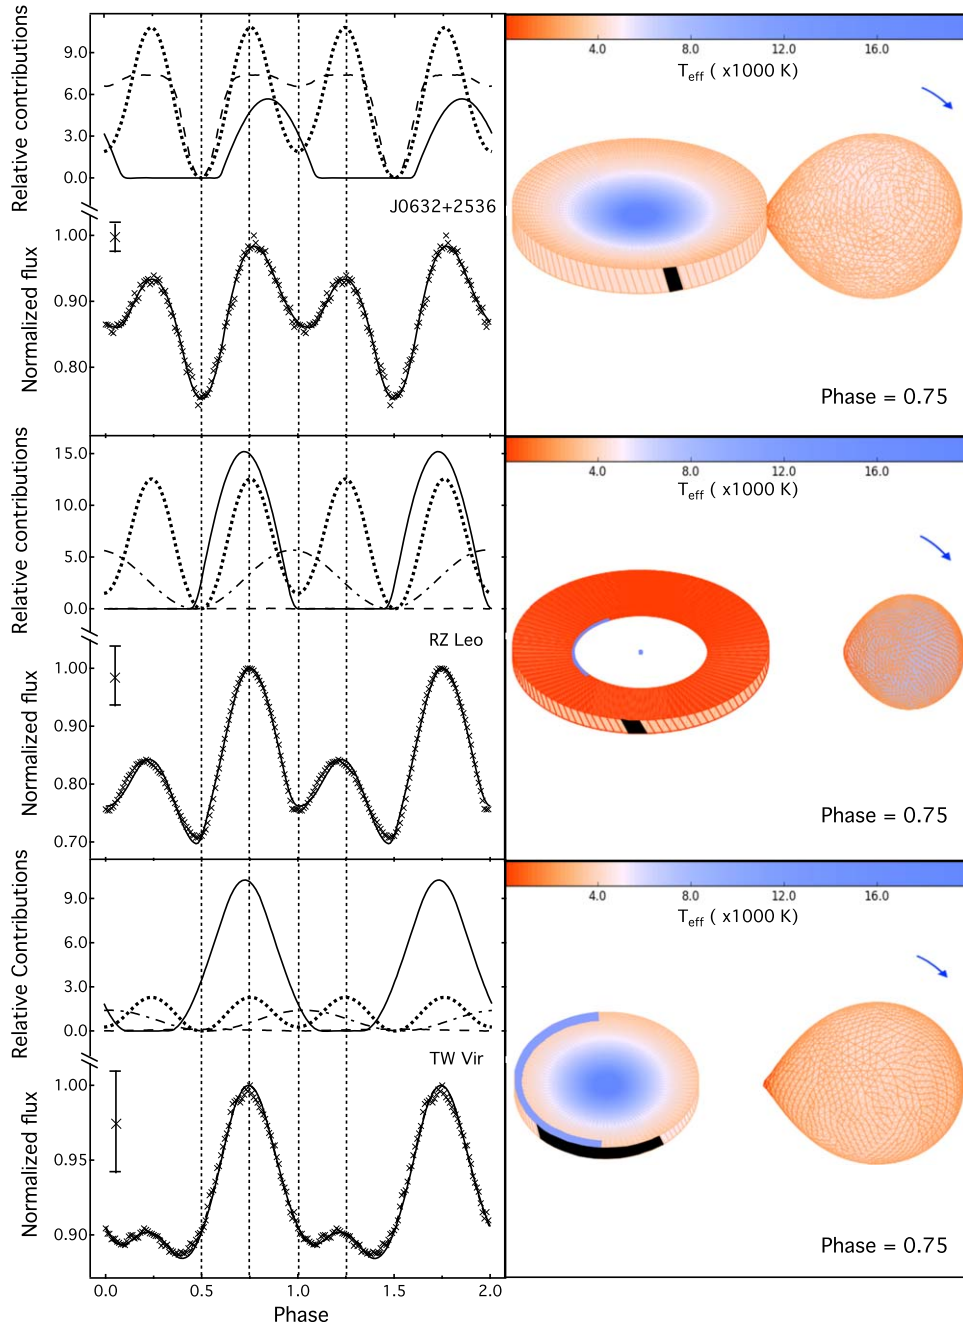 Relative contributions
9.0
6.0
3.0
0.0
J0632+2536
Normalized flux
1.00
0.90
0.80
4.0 8.0 12.0 16.0
Teff ( x1000 K)
Phase = 0.75
Relative contributions
15.0
10.0
5.0
0.0
RZ Leo
Normalized flux
1.00
0.90
0.80
0.70
4.0 8.0 12.0 16.0
Teff ( x1000 K)
Phase = 0.75
Relative Contributions
9.0
6.0
3.0
0.0
TW Vir
Normalized flux
1.00
0.95
0.90
0.0 0.5 1.0 1.5 2.0
Phase
4.0 8.0 12.0 16.0
Teff ( x1000 K)
Phase = 0.75